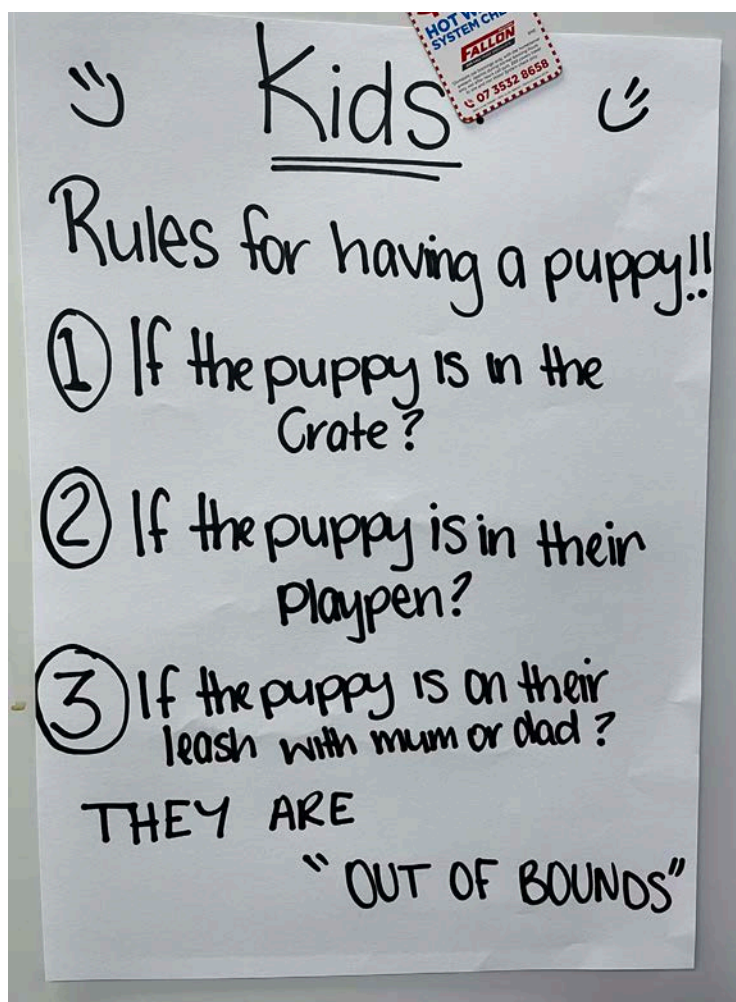 HOT W
SYSTEM CHE
FALLON
07 3532 8658
Kids
Rules for having a puppy!!
1 If the puppy is in the
Crate?
2 If the puppy is in their
Playpen?
3 If the puppy is on their
leash with mum or dad?
THEY ARE
"OUT OF BOUNDS"